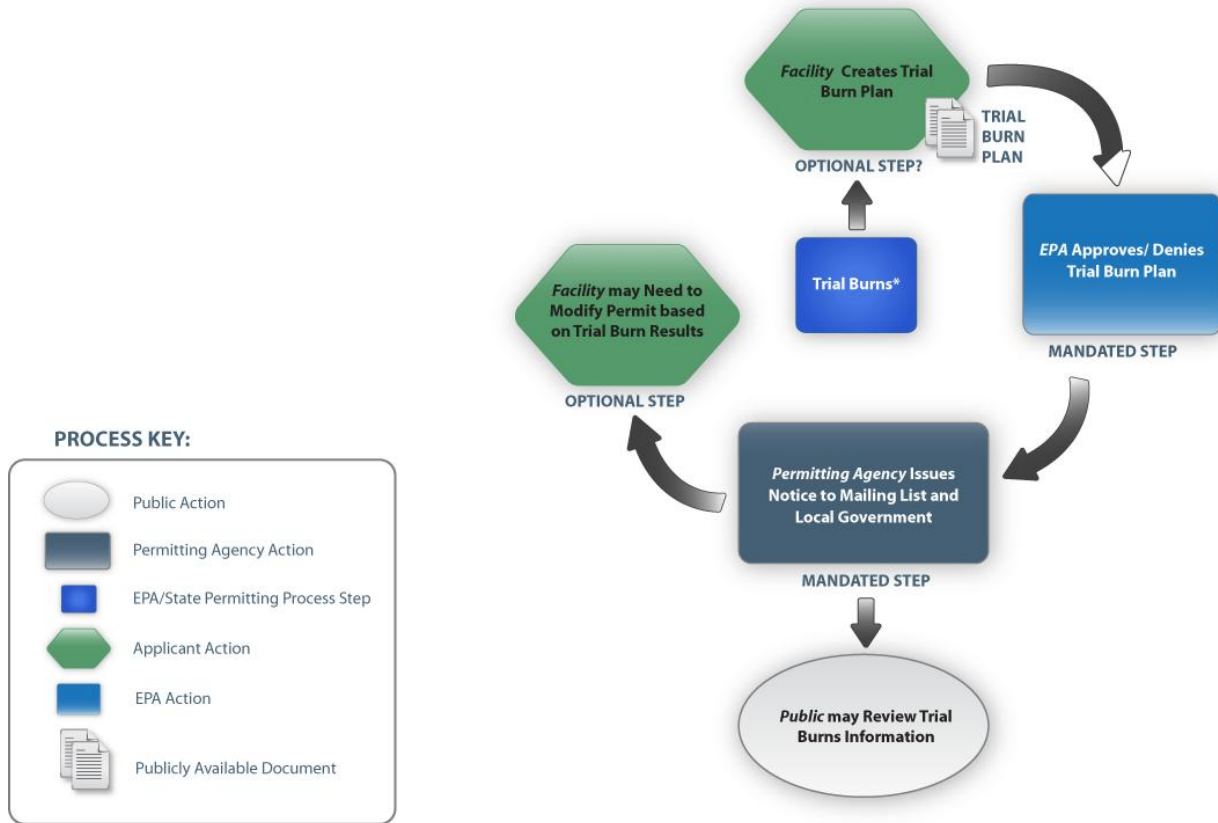 Facility Creates Trial
Burn Plan
TRIAL
BURN
PLAN
OPTIONAL STEP?
EPA Approves/ Denies
Trial Burn Plan
MANDATED STEP
Trial Burns*
Facility may Need to
Modify Permit based
on Trial Burn Results
OPTIONAL STEP
Permitting Agency Issues
Notice to Mailing List and
Local Government
MANDATED STEP
Public may Review Trial
Burns Information
PROCESS KEY:
Public Action
Permitting Agency Action
EPA/State Permitting Process Step
Applicant Action
EPA Action
Publicly Available Document